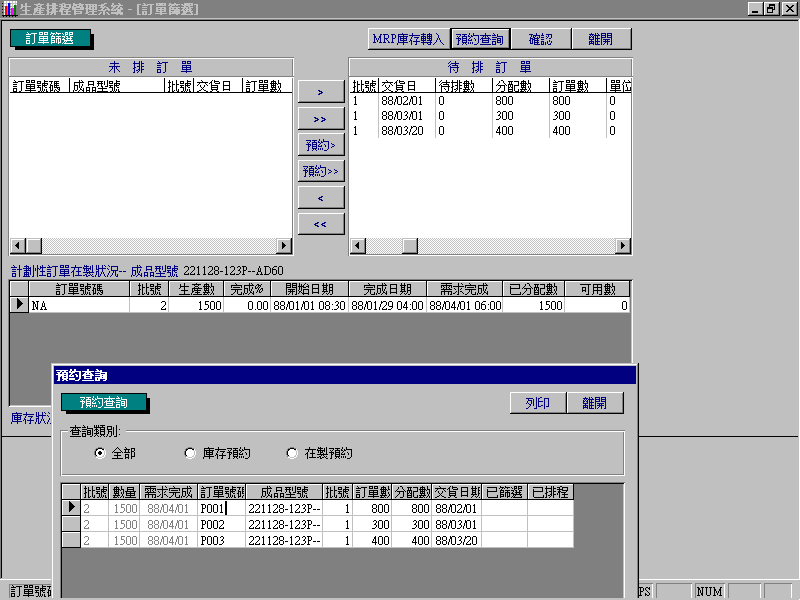 生產排程管理系統 - [訂單篩選]
訂單篩選 MRP庫存轉入 預約查詢 確認 離開
未 排 訂 單 待 排 訂 單
訂單號碼 成品型號 批號 交貨日 訂單數 > 批號 交貨日 待排數 分配數 訂單數 單位
1 88/02/01 0 800 800 0
>> 1 88/03/01 0 300 300 0
1 88/03/20 0 400 400 0
預約>
預約>>
<
<<
計劃性訂單在製狀況-- 成品型號 221128-123P--AD60
訂單號碼 批號 生產數 完成% 開始日期 完成日期 需求完成 已分配數 可用數
NA 2 1500 0.00 88/01/01 08:30 88/01/29 04:00 88/04/01 06:00 1500 0
預約查詢
預約查詢 列印 離開
庫存狀況
查詢類別:
全部 庫存預約 在製預約
批號 數量 需求完成 訂單號碼 成品型號 批號 訂單數 分配數 交貨日期 已篩選 已排程
2 1500 88/04/01 P001 221128-123P-- 1 800 800 88/02/01
2 1500 88/04/01 P002 221128-123P-- 1 300 300 88/03/01
2 1500 88/04/01 P003 221128-123P-- 1 400 400 88/03/20
訂單號碼 PS NUM